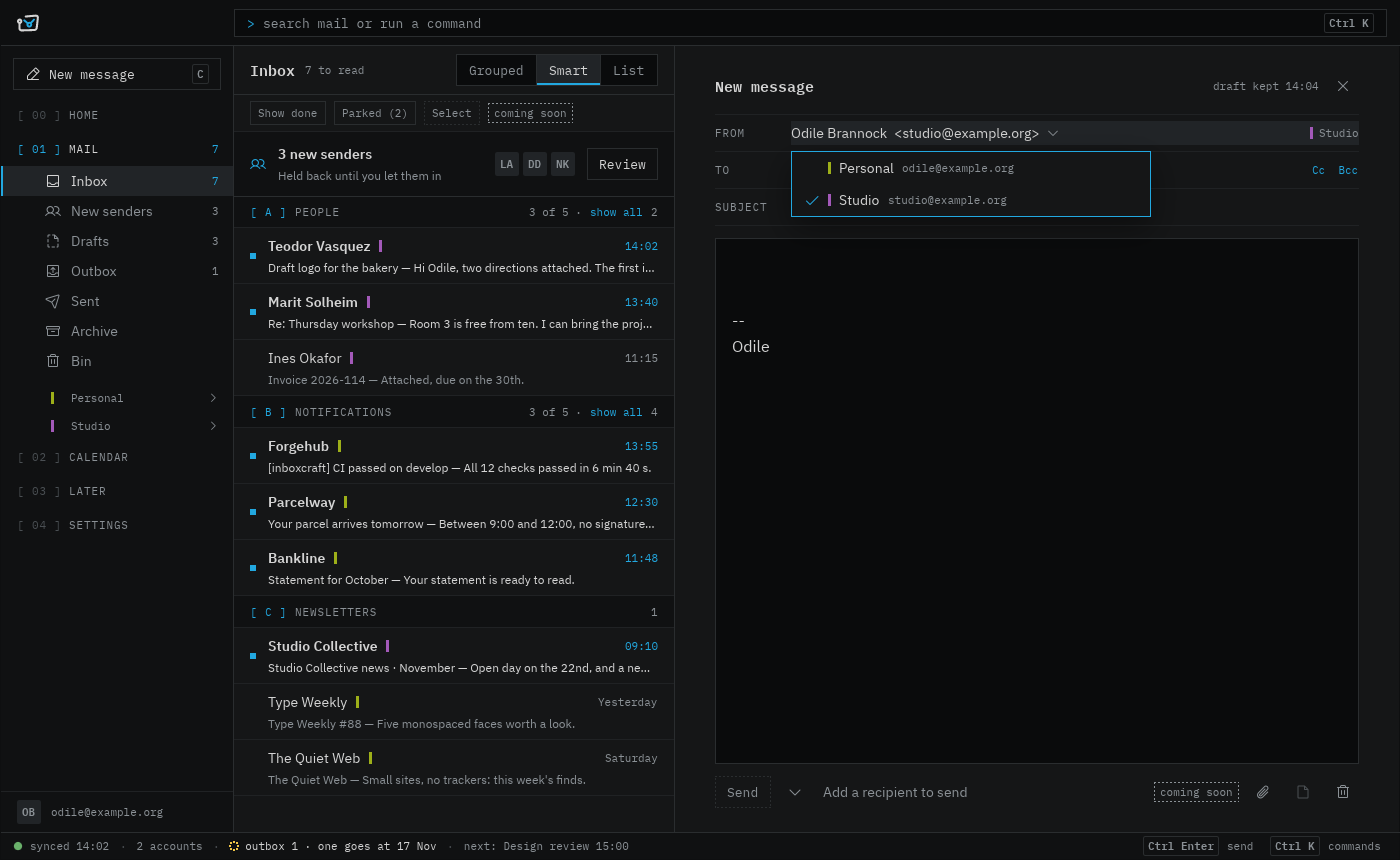 > search mail or run a command Ctrl K
New message C
[ 00 ] HOME
[ 01 ] MAIL 7
Inbox 7
New senders 3
Drafts 3
Outbox 1
Sent
Archive
Bin
Personal
Studio
[ 02 ] CALENDAR
[ 03 ] LATER
[ 04 ] SETTINGS
OB odile@example.org
Inbox 7 to read Grouped Smart List
Show done Parked (2) Select coming soon
3 new senders
Held back until you let them in
LA DD NK Review
[ A ] PEOPLE 3 of 5 · show all 2
Teodor Vasquez 14:02
Draft logo for the bakery — Hi Odile, two directions attached. The first i…
Marit Solheim 13:40
Re: Thursday workshop — Room 3 is free from ten. I can bring the proj…
Ines Okafor 11:15
Invoice 2026-114 — Attached, due on the 30th.
[ B ] NOTIFICATIONS 3 of 5 · show all 4
Forgehub 13:55
[inboxcraft] CI passed on develop — All 12 checks passed in 6 min 40 s.
Parcelway 12:30
Your parcel arrives tomorrow — Between 9:00 and 12:00, no signature…
Bankline 11:48
Statement for October — Your statement is ready to read.
[ C ] NEWSLETTERS 1
Studio Collective 09:10
Studio Collective news · November — Open day on the 22nd, and a ne…
Type Weekly Yesterday
Type Weekly #88 — Five monospaced faces worth a look.
The Quiet Web Saturday
The Quiet Web — Small sites, no trackers: this week's finds.
New message draft kept 14:04
FROM Odile Brannock <studio@example.org> Studio
TO Cc Bcc
Personal odile@example.org
Studio studio@example.org
SUBJECT
--
Odile
Send Add a recipient to send coming soon
synced 14:02 · 2 accounts · outbox 1 · one goes at 17 Nov · next: Design review 15:00 Ctrl Enter send Ctrl K commands